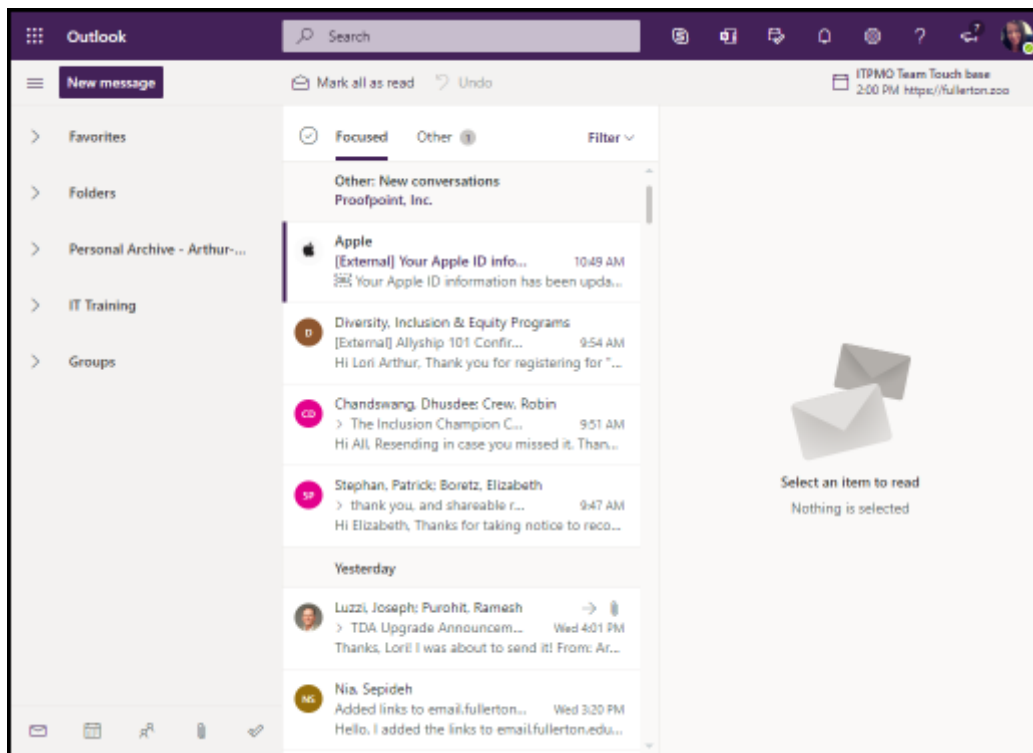 Outlook
Search
7
New message
Mark all as read
Undo
ITPMO Team Touch base
2:00 PM https://fullerton.zoo
Favorites
Folders
Personal Archive - Arthur-...
IT Training
Groups
Focused
Other 1
Filter
Other: New conversations
Proofpoint, Inc.
Apple
[External] Your Apple ID info... 10:49 AM
Your Apple ID information has been upda...
D
Diversity, Inclusion & Equity Programs
[External] Allyship 101 Confir... 9:54 AM
Hi Lori Arthur, Thank you for registering for "...
CD
Chandswang, Dhusdee; Crew, Robin
> The Inclusion Champion C... 9:51 AM
Hi All, Resending in case you missed it. Than...
SP
Stephan, Patrick; Boretz, Elizabeth
> thank you, and shareable r... 9:47 AM
Hi Elizabeth, Thanks for taking notice to reco...
Yesterday
Luzzi, Joseph; Purohit, Ramesh
> TDA Upgrade Announcem... Wed 4:01 PM
Thanks, Lori! I was about to send it! From: Ar...
NS
Nia, Sepideh
Added links to email.fullerton... Wed 3:20 PM
Hello, I added the links to email.fullerton.edu...
Select an item to read
Nothing is selected